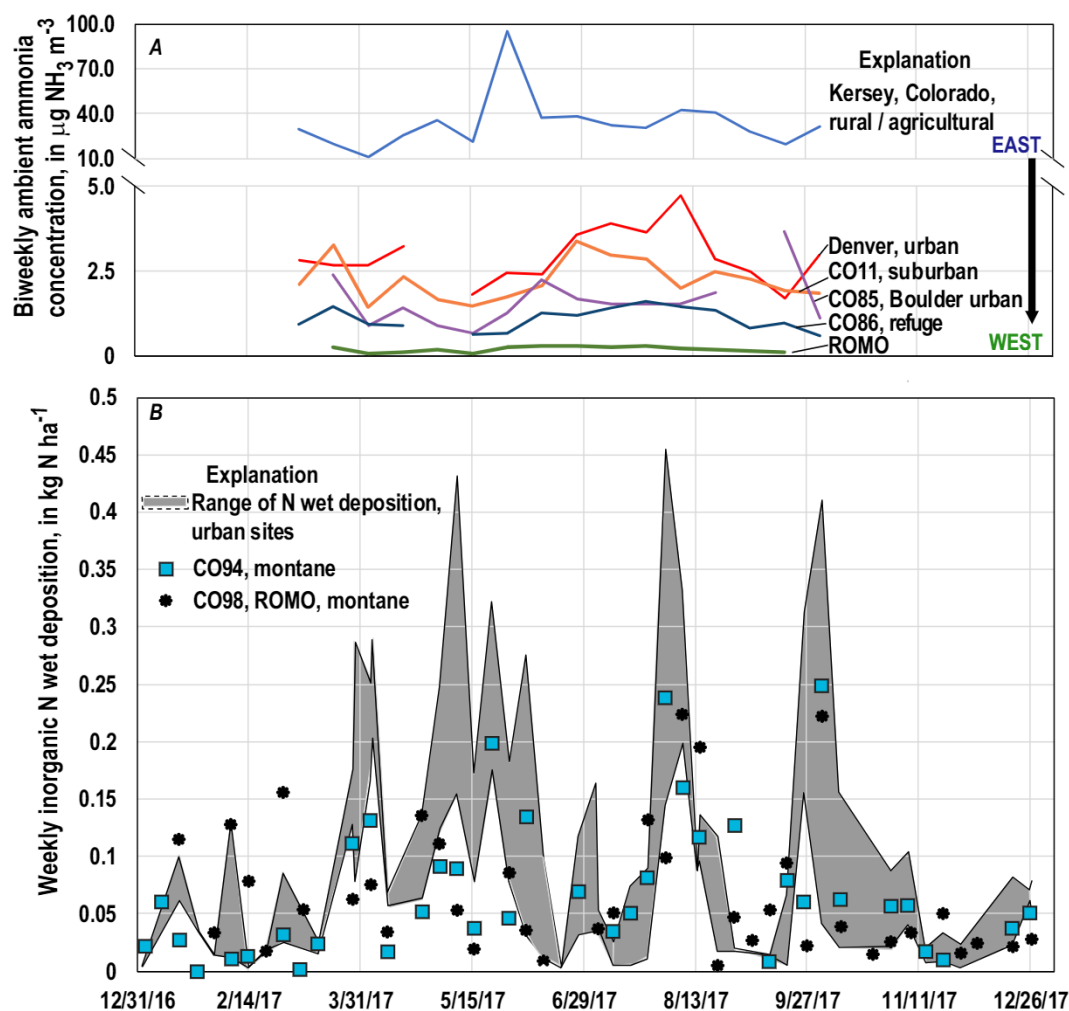 Biweekly ambient ammonia
concentration, in µg NH3 m-3
100.0
70.0
40.0
10.0
5.0
2.5
0
A
Explanation
Kersey, Colorado,
rural / agricultural
EAST
Denver, urban
CO11, suburban
CO85, Boulder urban
CO86, refuge
ROMO
WEST
Weekly inorganic N wet deposition, in kg N ha-1
0.5
0.45
0.4
0.35
0.3
0.25
0.2
0.15
0.1
0.05
0
B
Explanation
Range of N wet deposition,
urban sites
CO94, montane
CO98, ROMO, montane
12/31/16 2/14/17 3/31/17 5/15/17 6/29/17 8/13/17 9/27/17 11/11/17 12/26/17